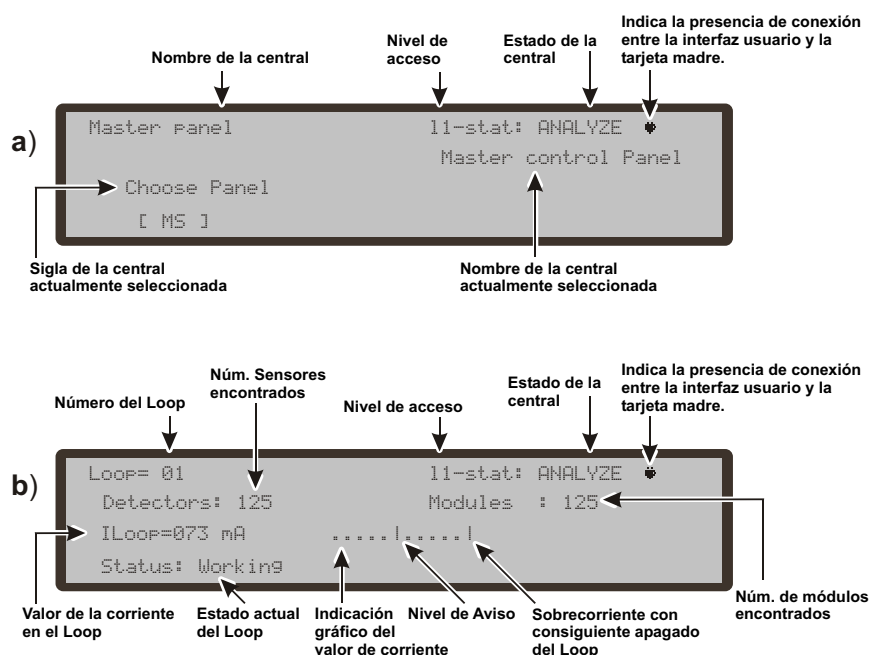 Nombre de la central
Nivel de
acceso
Estado de la
central
Indica la presencia de conexión
entre la interfaz usuario y la
tarjeta madre.
a)
Master panel
l1-stat: ANALYZE
Master control Panel
Choose Panel
[ MS ]
Sigla de la central
actualmente seleccionada
Nombre de la central
actualmente seleccionada
Número del Loop
Núm. Sensores
encontrados
Nivel de acceso
Estado de la
central
Indica la presencia de conexión
entre la interfaz usuario y la
tarjeta madre.
b)
Loop= 01
l1-stat: ANALYZE
Detectors: 125
Modules : 125
ILoop=073 mA
.....|.....|
Status: Working
Valor de la corriente
en el Loop
Estado actual
del Loop
Indicación
gráfico del
valor de corriente
Nivel de Aviso
Sobrecorriente con
consiguiente apagado
del Loop
Núm. de módulos
encontrados